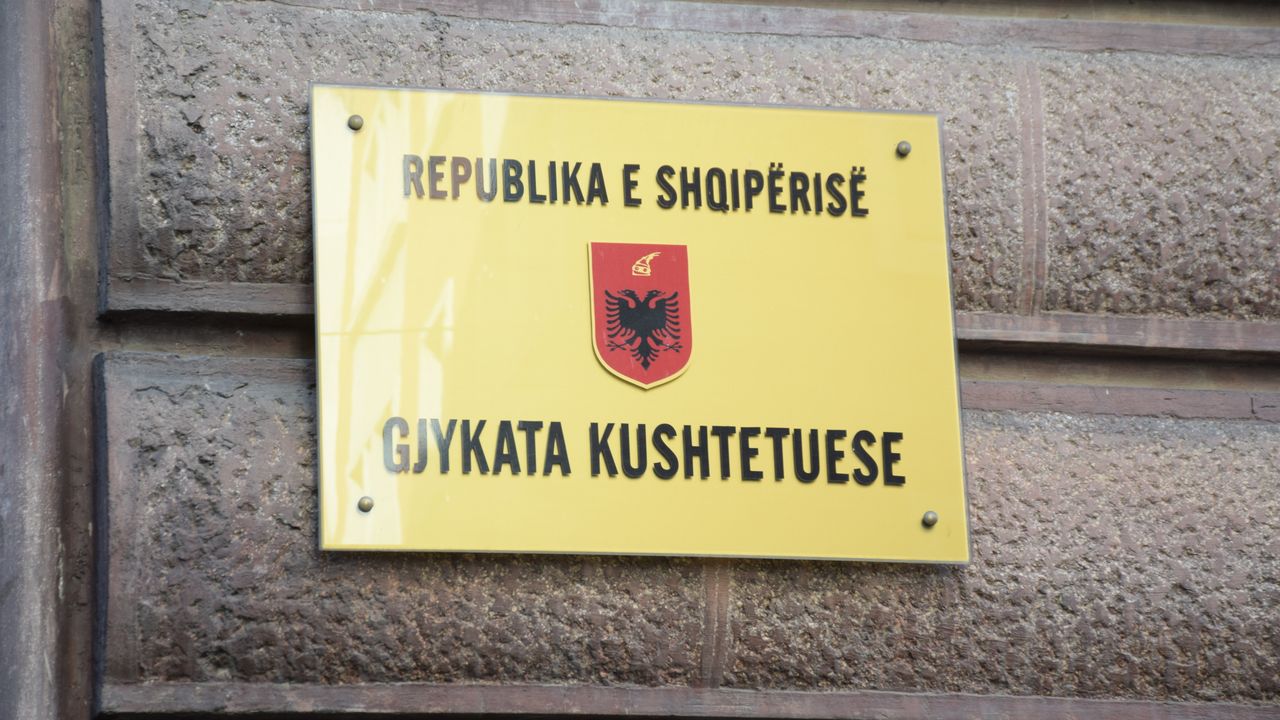 REPUBLIKA E SHQIPËRISË
GJYKATA KUSHTETUESE